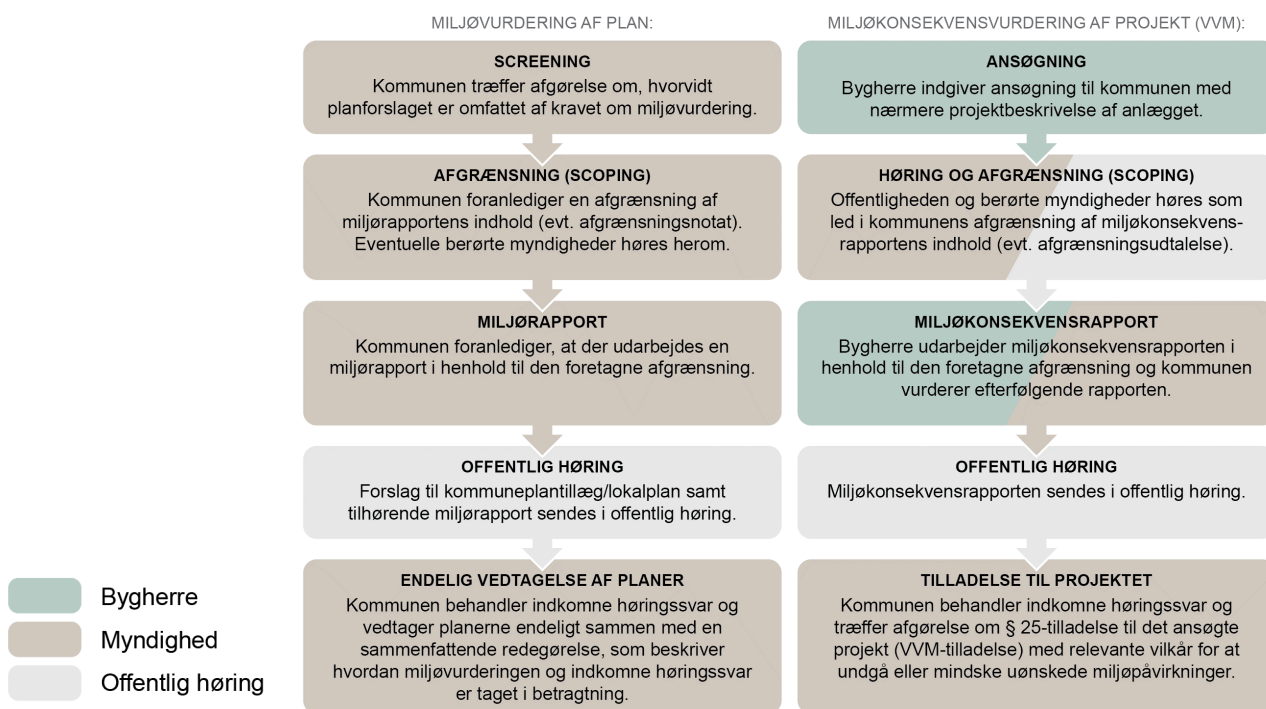 MILJØVURDERING AF PLAN:
SCREENING
Kommunen træffer afgørelse om, hvorvidt
planforslaget er omfattet af kravet om miljøvurdering.
AFGRÆNSNING (SCOPING)
Kommunen foranlediger en afgrænsning af
miljørapportens indhold (evt. afgrænsningsnotat).
Eventuelle berørte myndigheder høres herom.
MILJØRAPPORT
Kommunen foranlediger, at der udarbejdes en
miljørapport i henhold til den foretagne afgrænsning.
OFFENTLIG HØRING
Forslag til kommuneplantillæg/lokalplan samt
tilhørende miljørapport sendes i offentlig høring.
ENDELIG VEDTAGELSE AF PLANER
Kommunen behandler indkomne høringssvar og
vedtager planerne endeligt sammen med en
sammenfattende redegørelse, som beskriver
hvordan miljøvurderingen og indkomne høringssvar
er taget i betragtning.
MILJØKONSEKVENSVURDERING AF PROJEKT (VVM):
ANSØGNING
Bygherre indgiver ansøgning til kommunen med
nærmere projektbeskrivelse af anlægget.
HØRING OG AFGRÆNSNING (SCOPING)
Offentligheden og berørte myndigheder høres som
led i kommunens afgrænsning af miljøkonsekvens-
rapportens indhold (evt. afgrænsningsudtalelse).
MILJØKONSEKVENSRAPPORT
Bygherre udarbejder miljøkonsekvensrapporten i
henhold til den foretagne afgrænsning og kommunen
vurderer efterfølgende rapporten.
OFFENTLIG HØRING
Miljøkonsekvensrapporten sendes i offentlig høring.
TILLADELSE TIL PROJEKTET
Kommunen behandler indkomne høringssvar og
træffer afgørelse om § 25-tilladelse til det ansøgte
projekt (VVM-tilladelse) med relevante vilkår for at
undgå eller mindske uønskede miljøpåvirkninger.
Bygherre
Myndighed
Offentlig høring